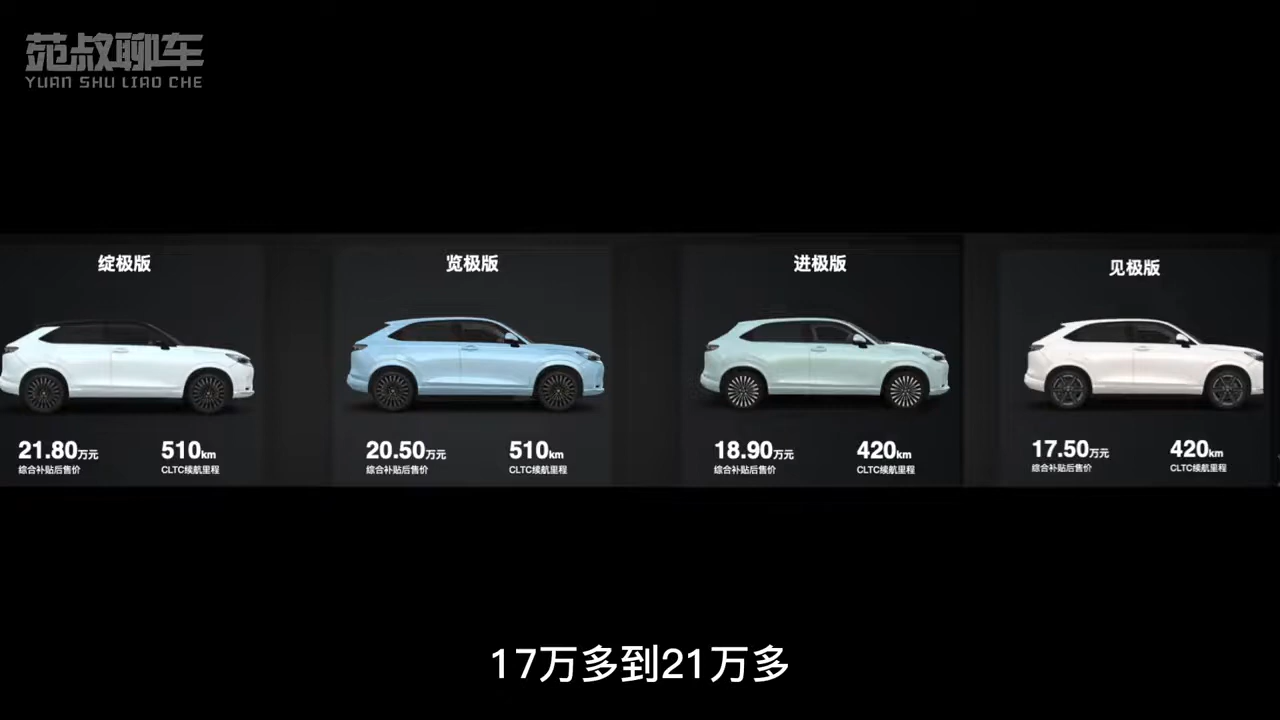 苑叔聊车
YUAN SHU LIAO CHE
绽极版
21.80万元
综合补贴后售价
510km
CLTC续航里程
览极版
20.50万元
综合补贴后售价
510km
CLTC续航里程
进极版
18.90万元
综合补贴后售价
420km
CLTC续航里程
见极版
17.50万元
综合补贴后售价
420km
CLTC续航里程
17万多到21万多